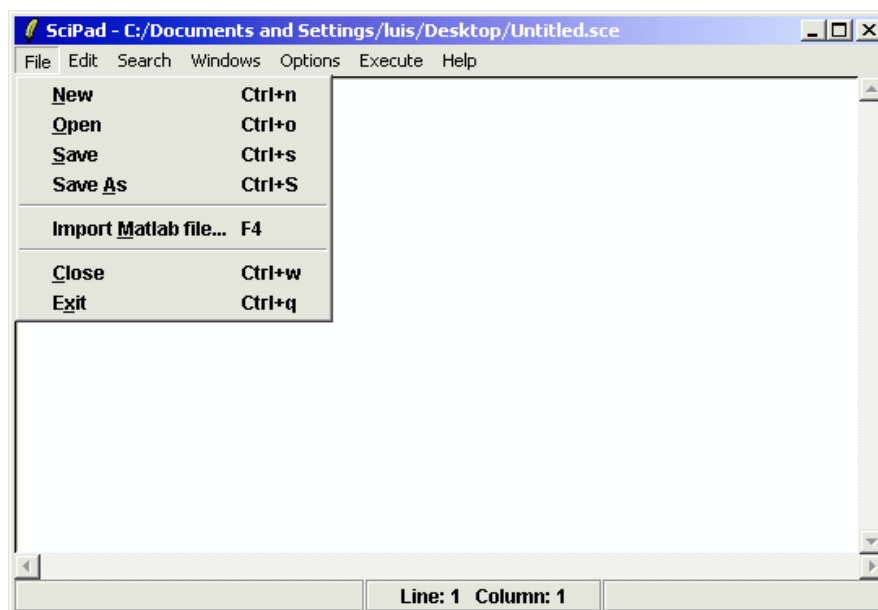 SciPad - C:/Documents and Settings/luis/Desktop/Untitled.sce
File Edit Search Windows Options Execute Help
New Ctrl+n
Open Ctrl+o
Save Ctrl+s
Save As Ctrl+S
Import Matlab file... F4
Close Ctrl+w
Exit Ctrl+q
Line: 1 Column: 1